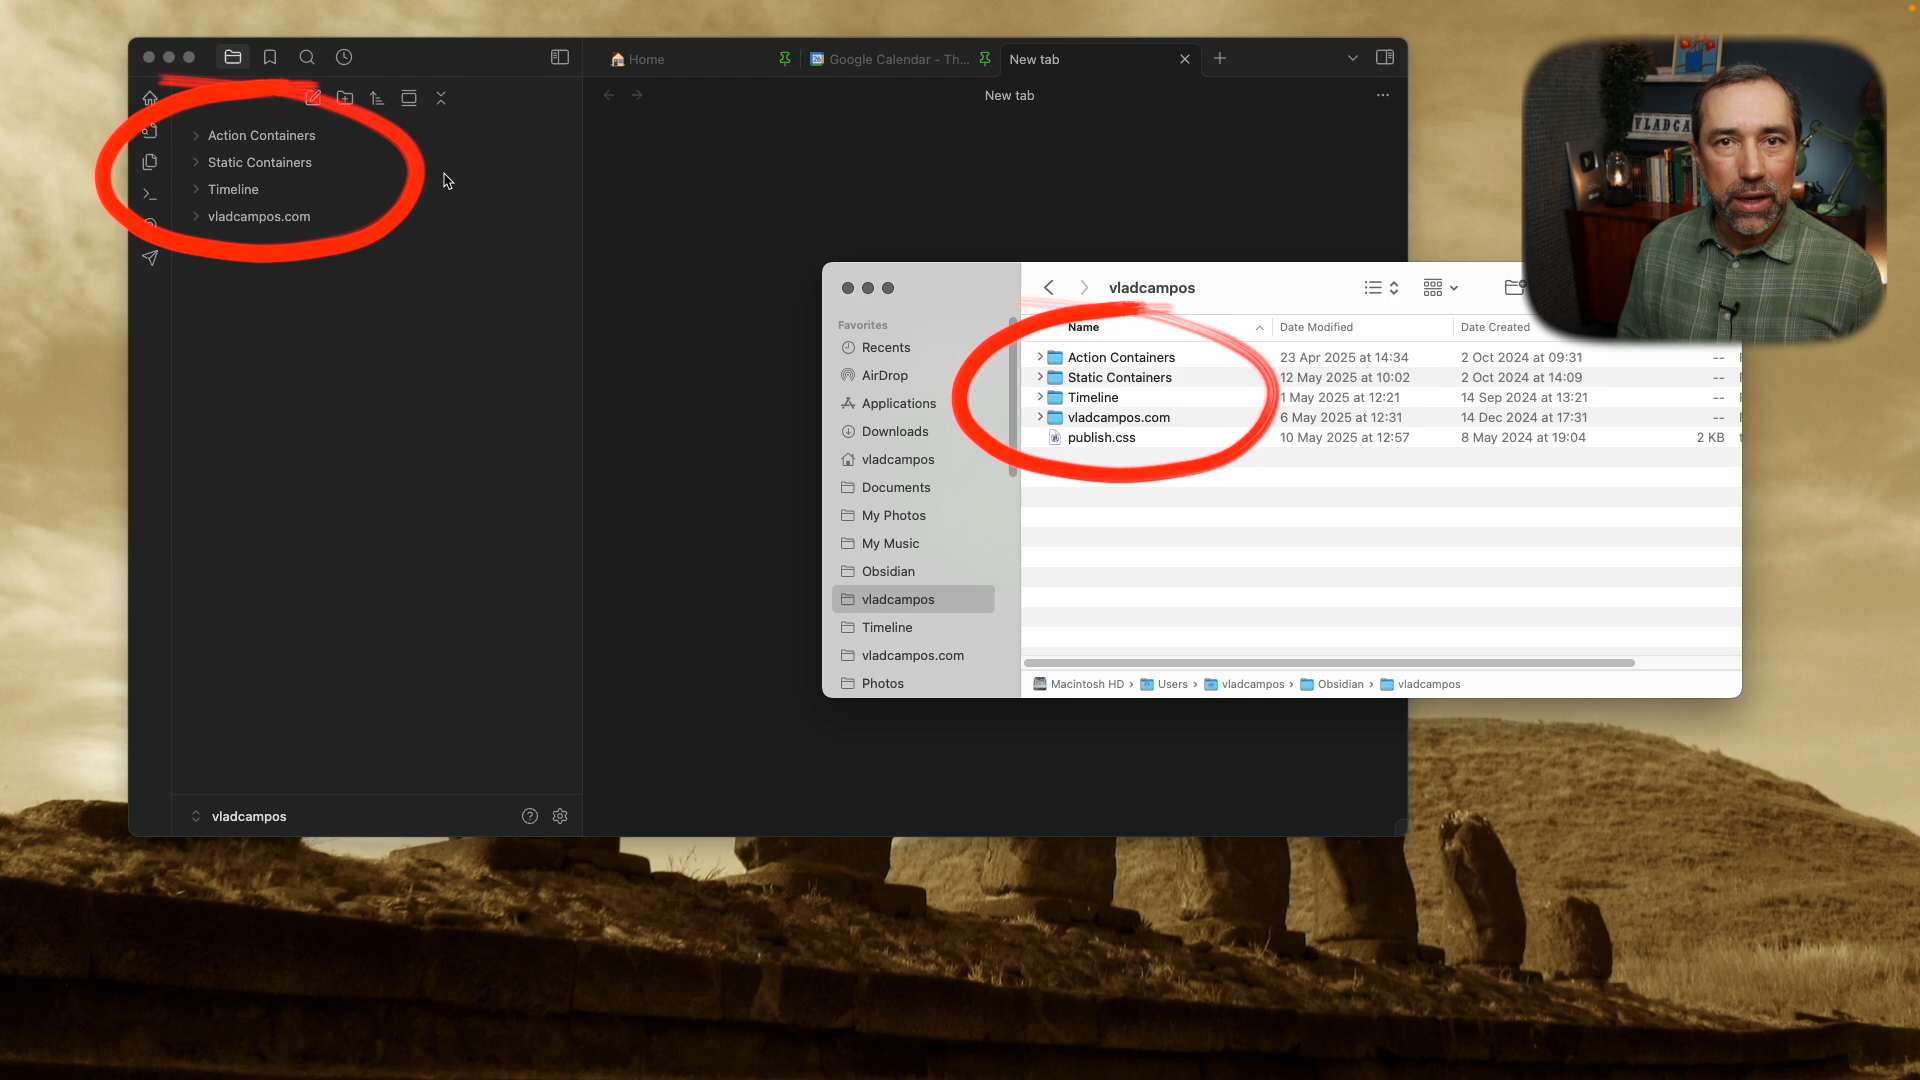 Home
Google Calendar - Th...
New tab
New tab
Action Containers
Static Containers
Timeline
vladcampos.com
vladcampos
VLADCA
vladcampos
Favorites
Recents
AirDrop
Applications
Downloads
vladcampos
Documents
My Photos
My Music
Obsidian
vladcampos
Timeline
vladcampos.com
Photos
Name Date Modified Date Created
Action Containers 23 Apr 2025 at 14:34 2 Oct 2024 at 09:31 --
Static Containers 12 May 2025 at 10:02 2 Oct 2024 at 14:09 --
Timeline 1 May 2025 at 12:21 14 Sep 2024 at 13:21 --
vladcampos.com 6 May 2025 at 12:31 14 Dec 2024 at 17:31 --
publish.css 10 May 2025 at 12:57 8 May 2024 at 19:04 2 KB
Macintosh HD › Users › vladcampos › Obsidian › vladcampos